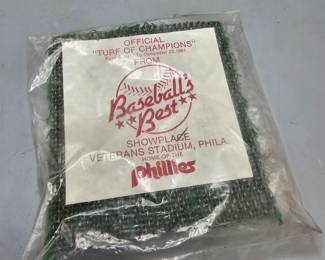 OFFICIAL
"TURF OF CHAMPIONS"
FROM
Baseball's
Best
SHOWPLACE
VETERANS STADIUM, PHILA.
HOME OF THE
Phillies